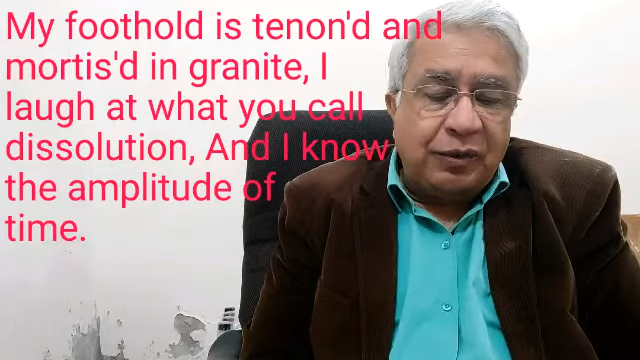 My foothold is tenon'd and
mortis'd in granite, I
laugh at what you call
dissolution, And I know
the amplitude of
time.